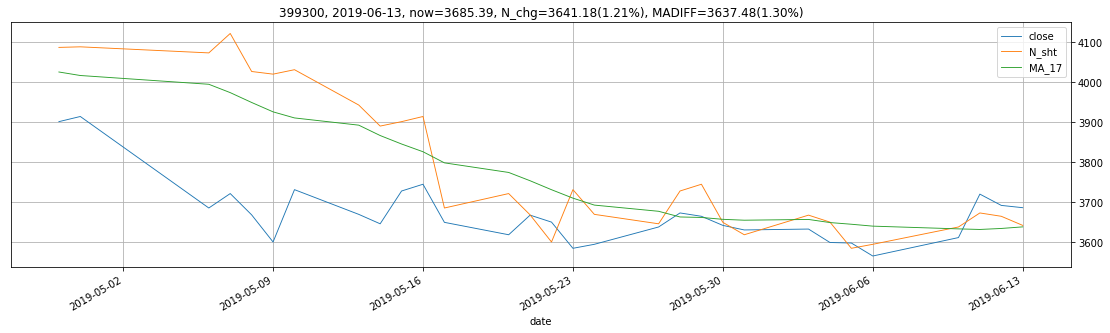 399300, 2019-06-13, now=3685.39, N_chg=3641.18(1.21%), MADIFF=3637.48(1.30%)
close
N_sht
MA_17
4100
4000
3900
3800
3700
3600
2019-05-02
2019-05-09
2019-05-16
2019-05-23
2019-05-30
2019-06-06
2019-06-13
date